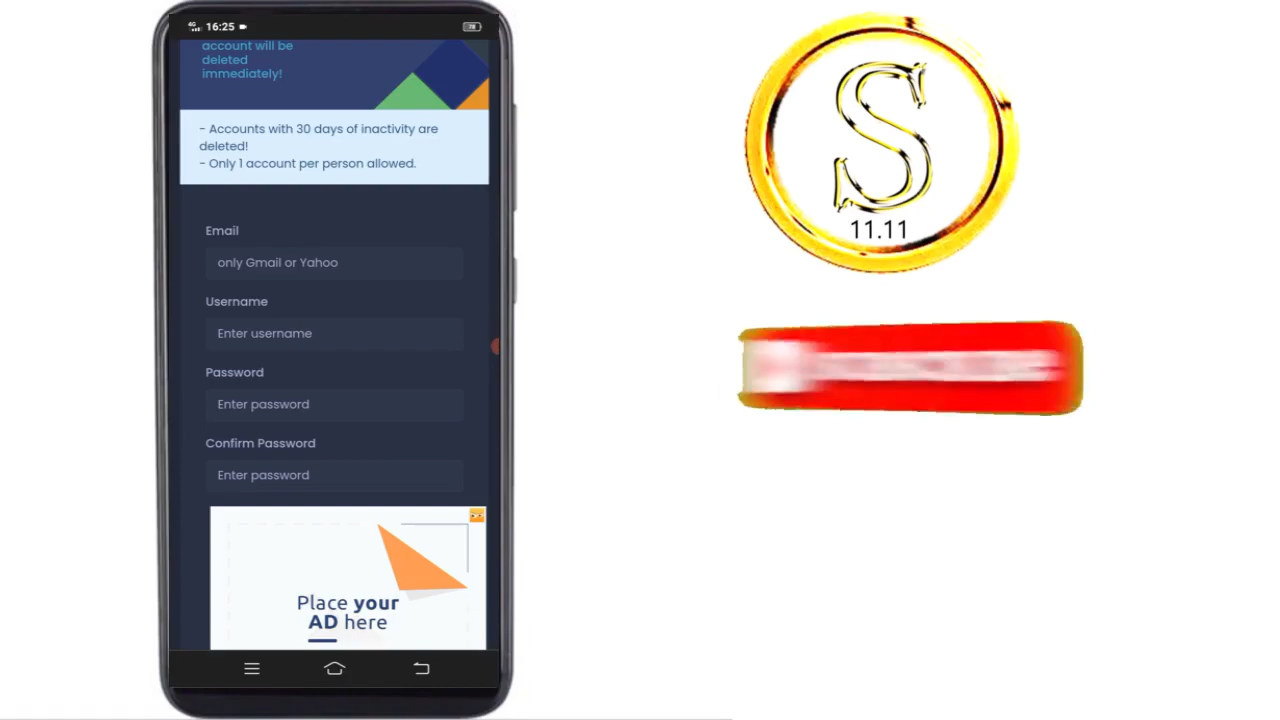 4G 16:25 78
account will be
deleted
immediately!
- Accounts with 30 days of inactivity are
deleted!
- Only 1 account per person allowed.
Email
only Gmail or Yahoo
Username
Enter username
Password
Enter password
Confirm Password
Enter password
Place your
AD here
S
11.11